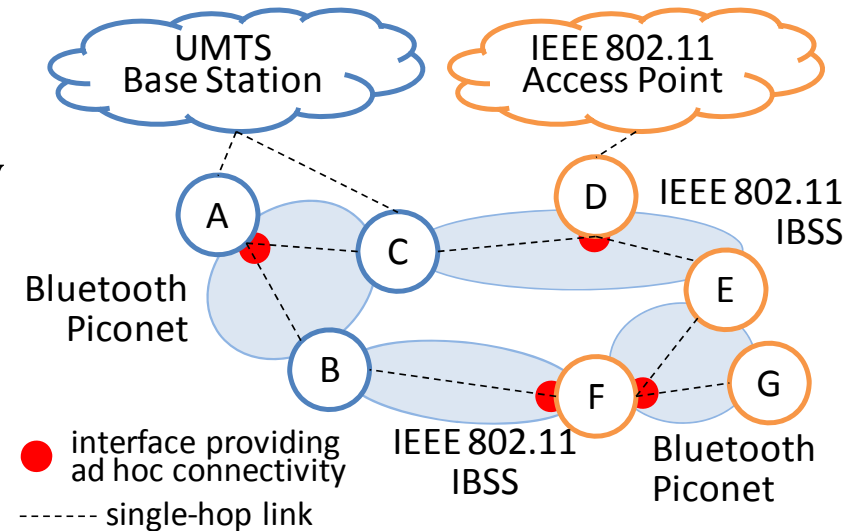 UMTS
Base Station
IEEE 802.11
Access Point
A
C
D
IEEE 802.11
IBSS
E
Bluetooth
Piconet
B
F
G
IEEE 802.11
IBSS
Bluetooth
Piconet
interface providing
ad hoc connectivity
single-hop link